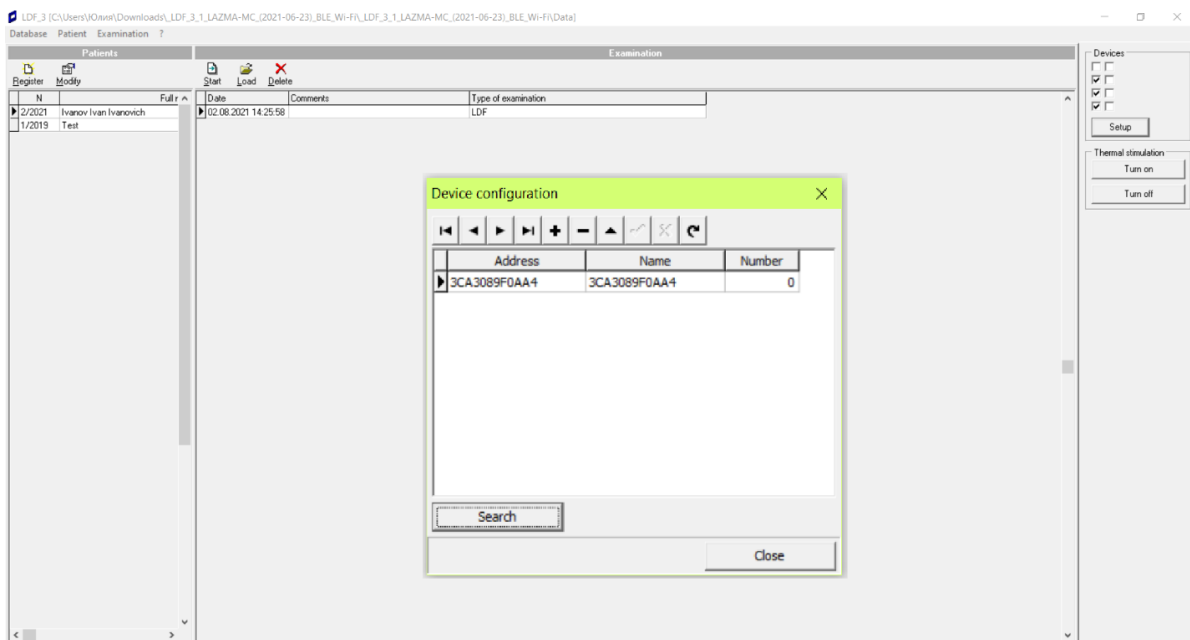 LDF_3 [C:\Users\Юлия\Downloads\_LDF_3_1_LAZMA-MC_(2021-06-23)_BLE_Wi-Fi\_LDF_3_1_LAZMA-MC_(2021-06-23)_BLE_Wi-Fi\Data]
Database Patient Examination ?
Patients
Register Modify
N Full r
2/2021 Ivanov Ivan Ivanovich
1/2019 Test
Examination
Start Load Delete
Date Comments Type of examination
02.08.2021 14:25:58 LDF
Device configuration
Address Name Number
3CA3089F0AA4 3CA3089F0AA4 0
Search
Close
Devices
Setup
Thermal stimulation
Turn on
Turn off